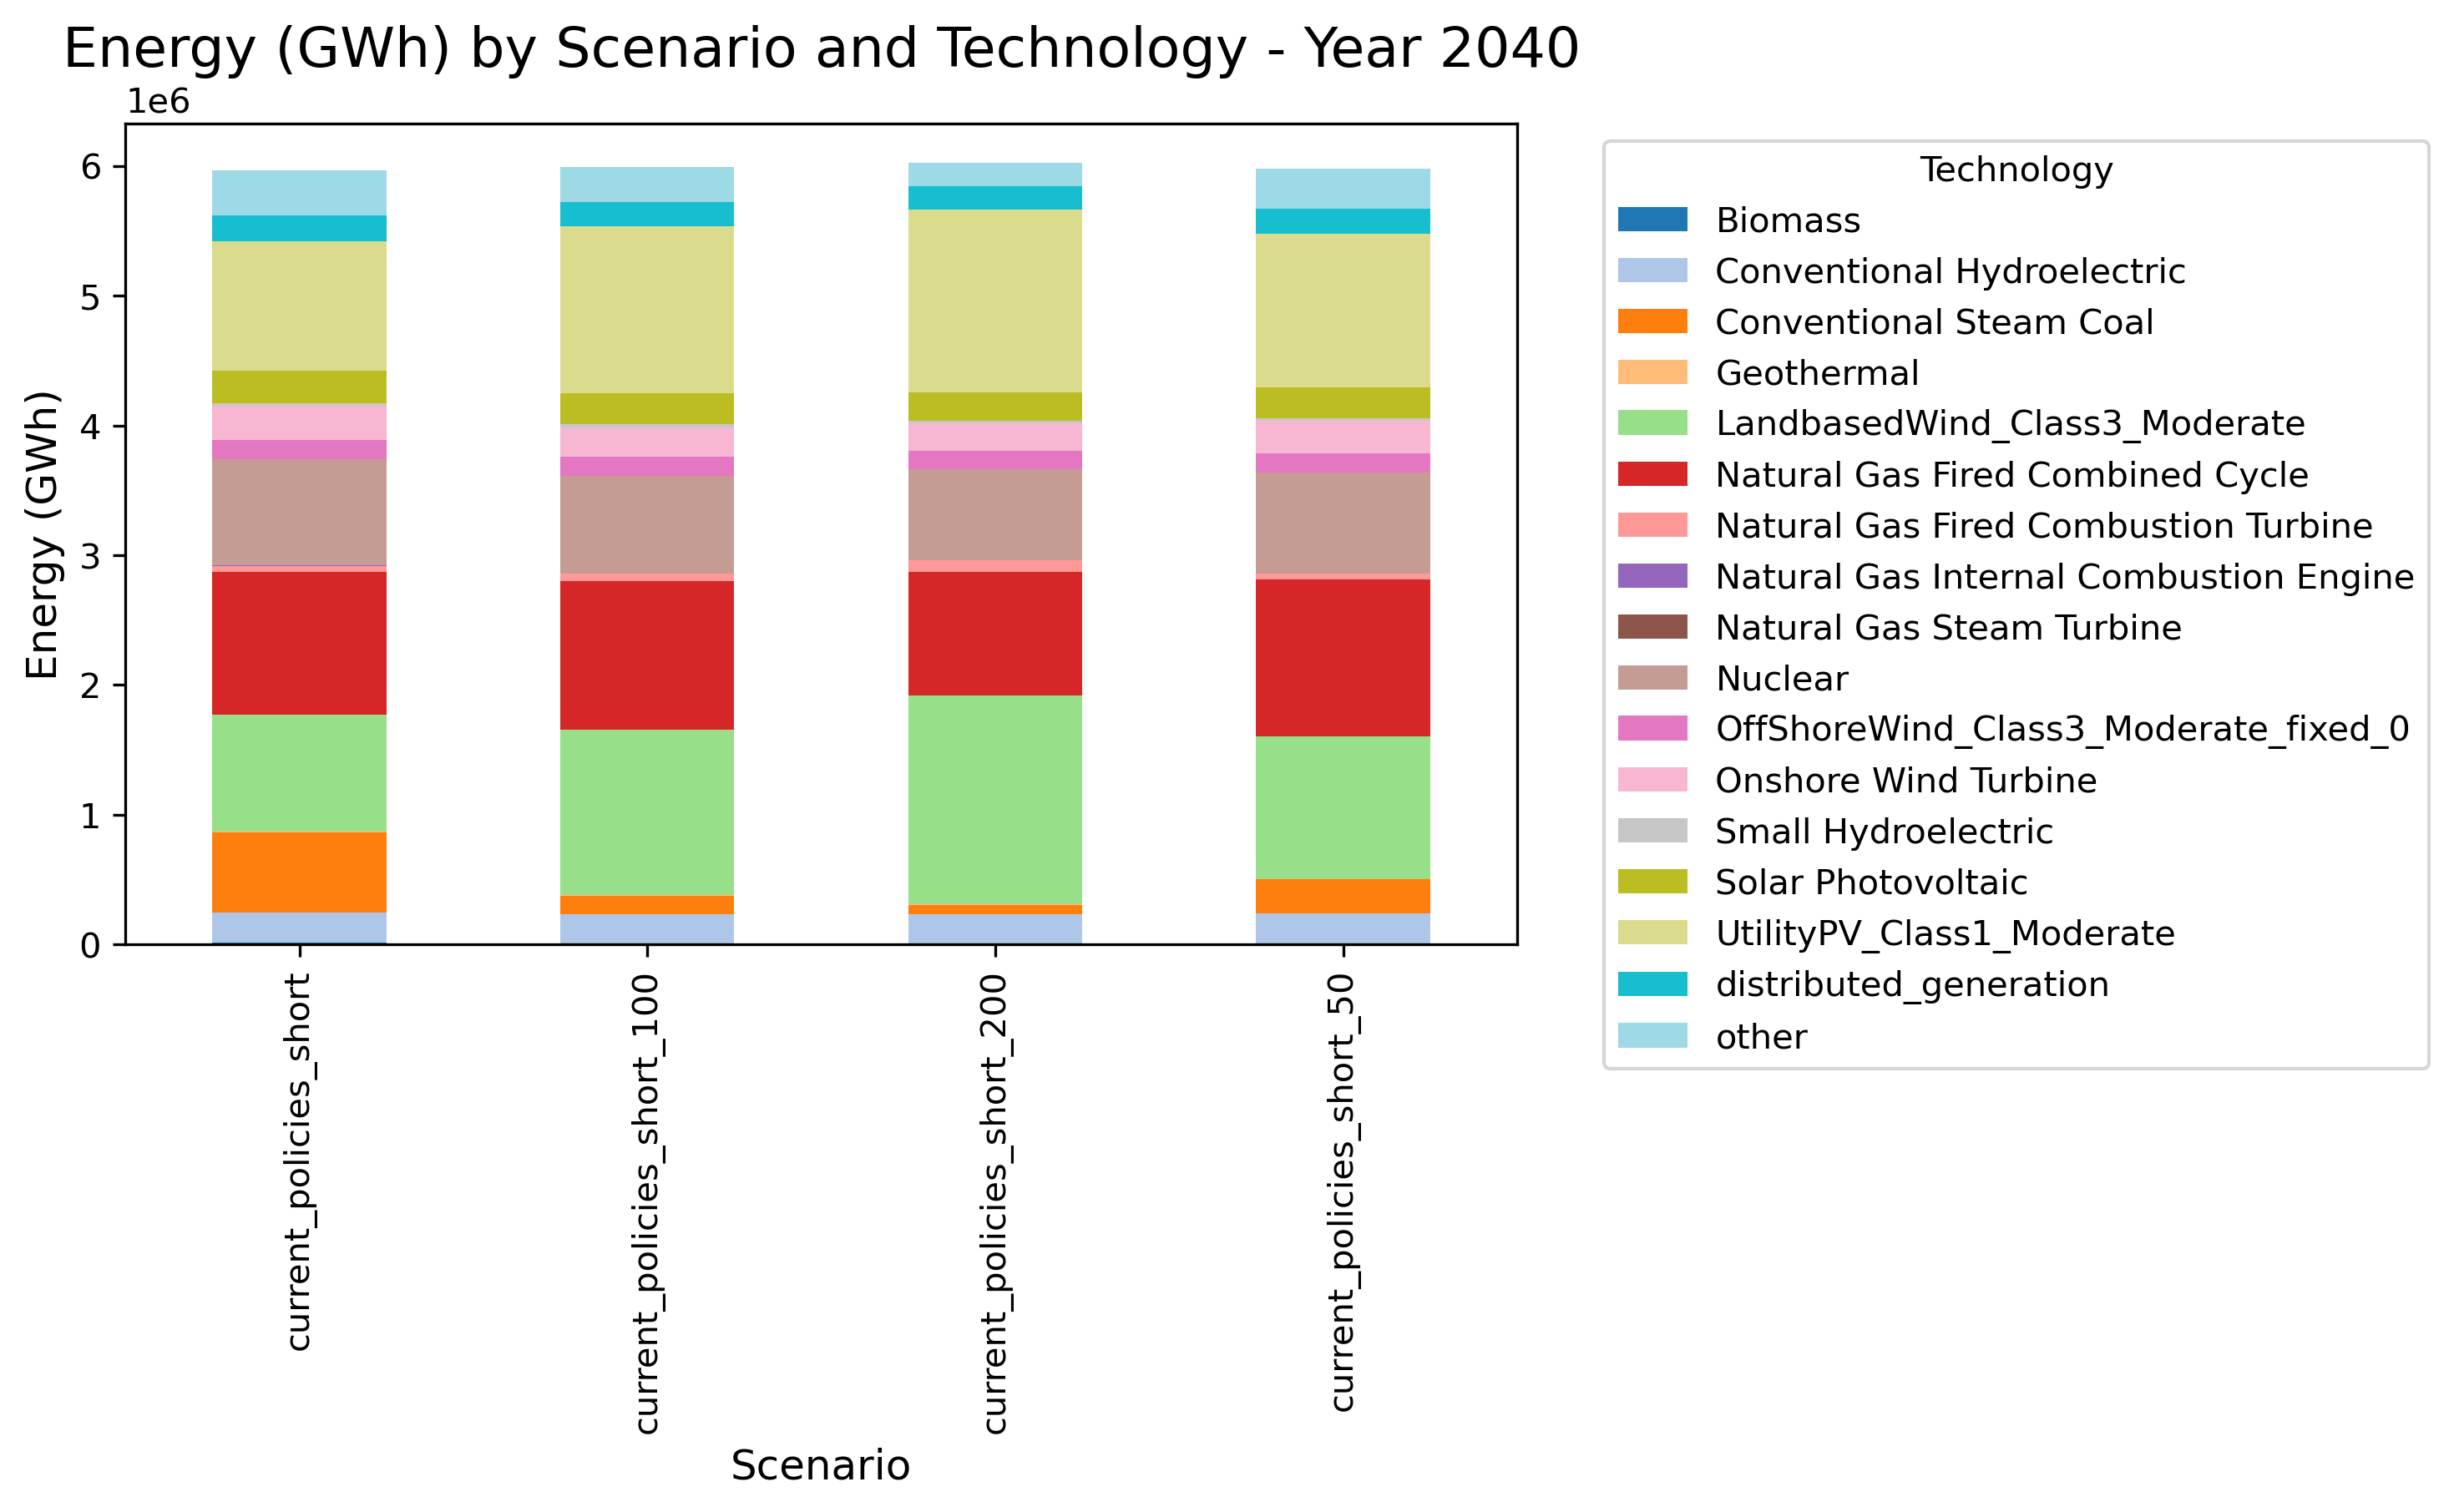 Energy (GWh) by Scenario and Technology - Year 2040
1e6
6
5
4
3
2
1
0
Energy (GWh)
current_policies_short
current_policies_short_100
current_policies_short_200
current_policies_short_50
Scenario
Technology
Biomass
Conventional Hydroelectric
Conventional Steam Coal
Geothermal
LandbasedWind_Class3_Moderate
Natural Gas Fired Combined Cycle
Natural Gas Fired Combustion Turbine
Natural Gas Internal Combustion Engine
Natural Gas Steam Turbine
Nuclear
OffShoreWind_Class3_Moderate_fixed_0
Onshore Wind Turbine
Small Hydroelectric
Solar Photovoltaic
UtilityPV_Class1_Moderate
distributed_generation
other